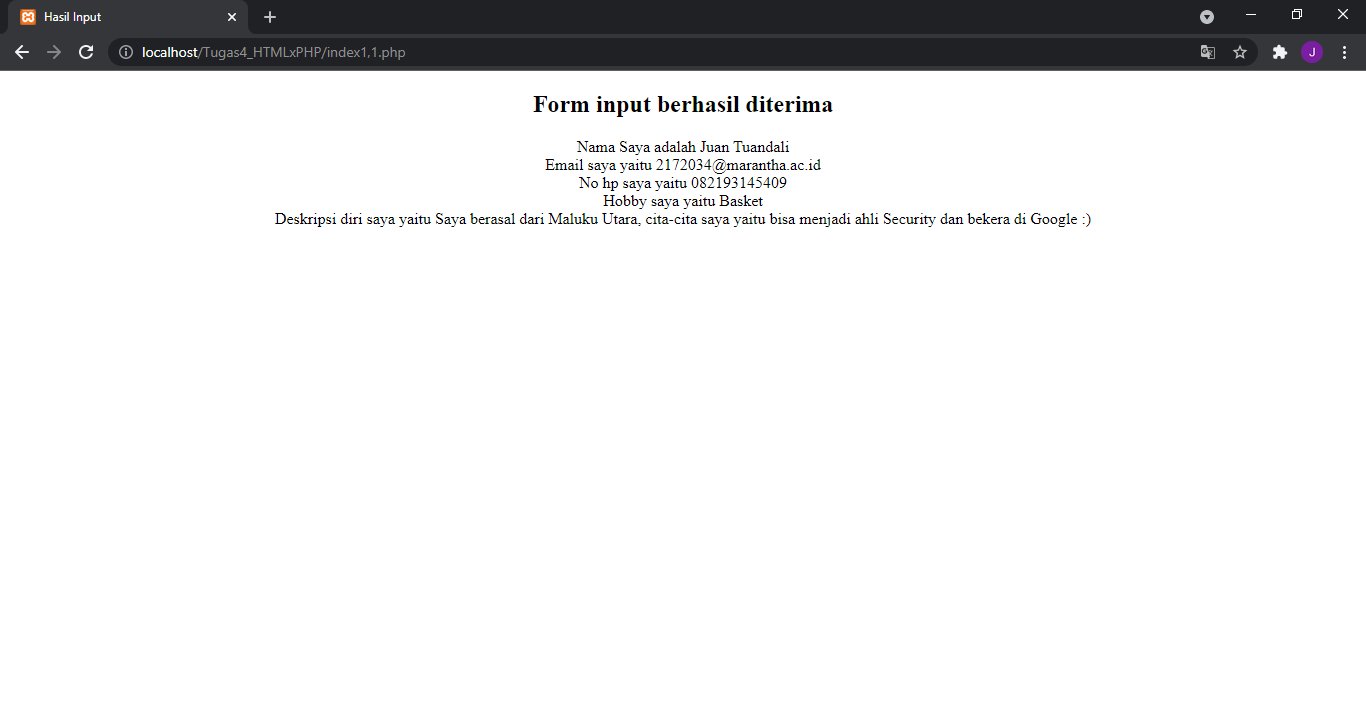 Hasil Input
localhost/Tugas4_HTMLxPHP/index1,1.php
J
Form input berhasil diterima
Nama Saya adalah Juan Tuandali
Email saya yaitu 2172034@marantha.ac.id
No hp saya yaitu 082193145409
Hobby saya yaitu Basket
Deskripsi diri saya yaitu Saya berasal dari Maluku Utara, cita-cita saya yaitu bisa menjadi ahli Security dan bekera di Google :)